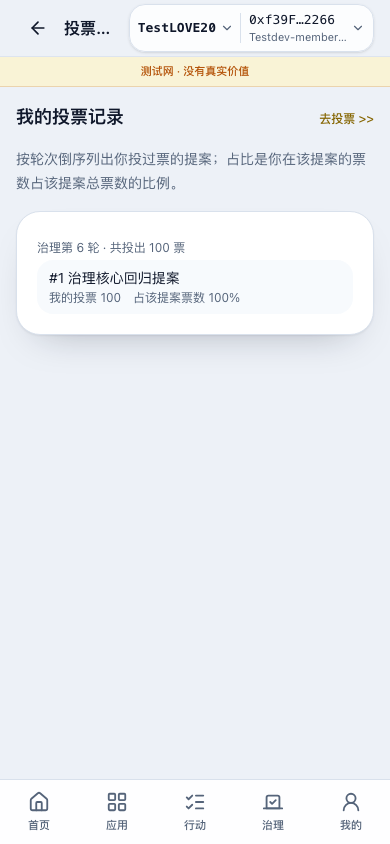 投票...
TestLOVE20
0xf39F…2266
Testdev-member...
测试网 · 没有真实价值
我的投票记录
去投票 >>
按轮次倒序列出你投过票的提案；占比是你在该提案的票
数占该提案总票数的比例。
治理第 6 轮 · 共投出 100 票
#1 治理核心回归提案
我的投票 100 占该提案票数 100%
首页
应用
行动
治理
我的